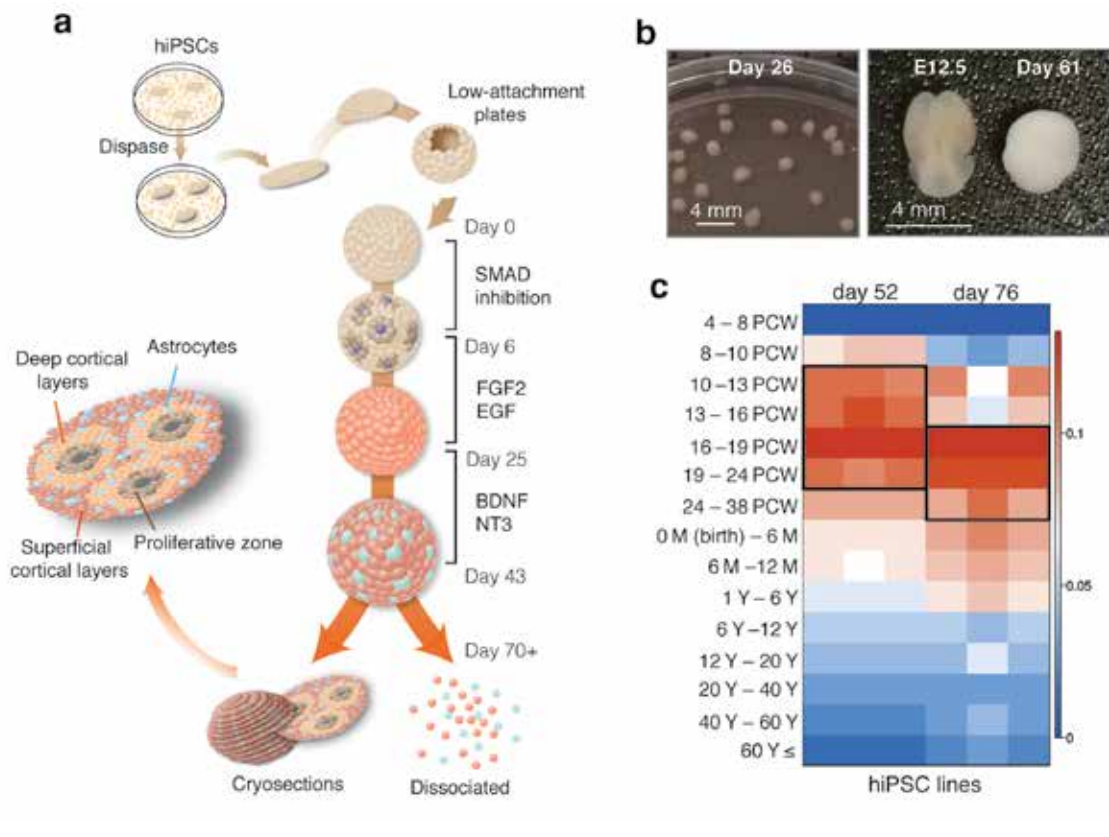 a
hiPSCs
Dispase
Low-attachment
plates
Day 0
SMAD
inhibition
Day 6
FGF2
EGF
Day 25
BDNF
NT3
Day 43
Day 70+
Deep cortical
layers
Astrocytes
Superficial
cortical layers
Proliferative zone
Cryosections
Dissociated
b
Day 26
4 mm
E12.5 Day 61
4 mm
c
day 52 day 76
4 – 8 PCW
8 –10 PCW
10 –13 PCW
13 – 16 PCW
16 –19 PCW
19 – 24 PCW
24 – 38 PCW
0 M (birth) – 6 M
6 M –12 M
1 Y – 6 Y
6 Y –12 Y
12 Y – 20 Y
20 Y – 40 Y
40 Y – 60 Y
60 Y ≤
0.1
0.05
0
hiPSC lines